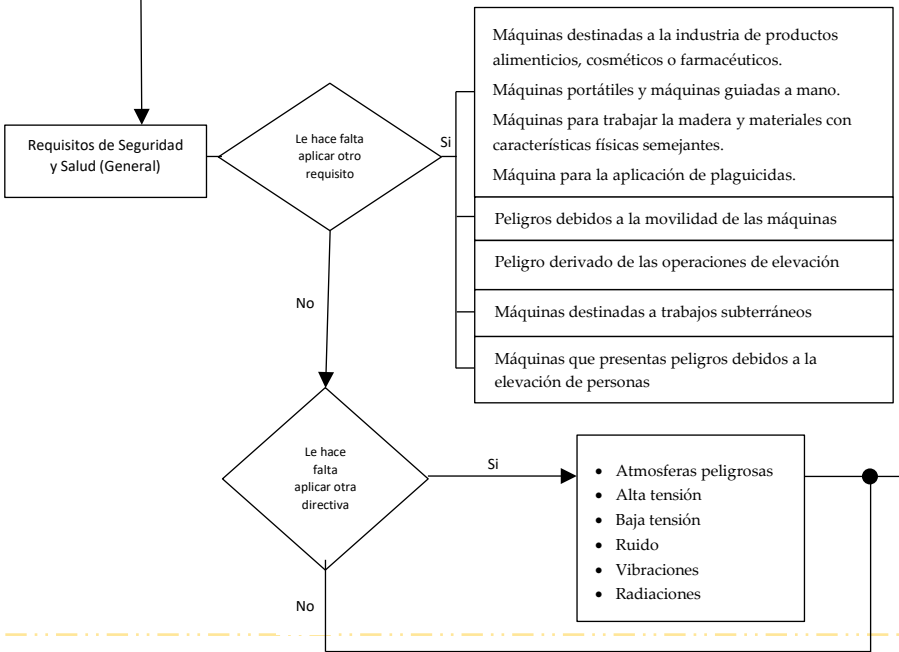 Requisitos de Seguridad
y Salud (General)
Le hace falta
aplicar otro
requisito
Si
Máquinas destinadas a la industria de productos
alimenticios, cosméticos o farmacéuticos.
Máquinas portátiles y máquinas guiadas a mano.
Máquinas para trabajar la madera y materiales con
características físicas semejantes.
Máquina para la aplicación de plaguicidas.
Peligros debidos a la movilidad de las máquinas
Peligro derivado de las operaciones de elevación
Máquinas destinadas a trabajos subterráneos
Máquinas que presentas peligros debidos a la
elevación de personas
No
Le hace
falta
aplicar otra
directiva
Si
• Atmosferas peligrosas
• Alta tensión
• Baja tensión
• Ruido
• Vibraciones
• Radiaciones
No